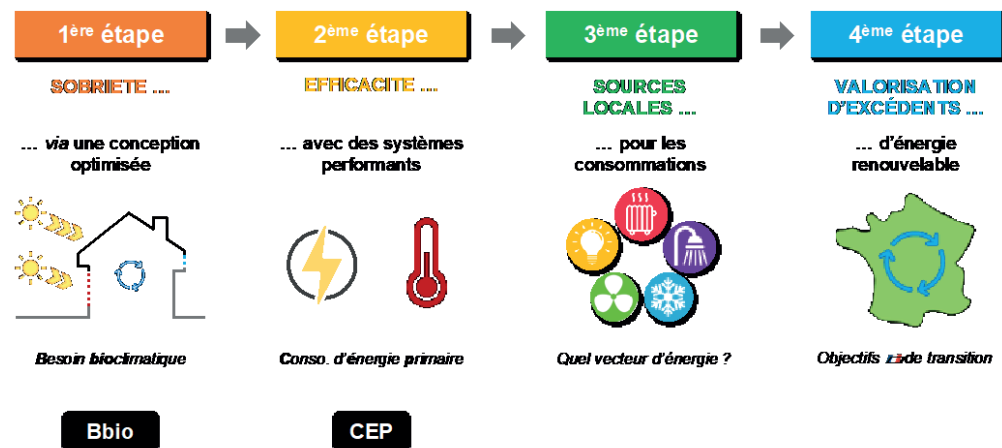 1ère étape
2ème étape
3ème étape
4ème étape
SOBRIETE ...
EFFICACITE ...
SOURCES
LOCALES ...
VALORISATION
D'EXCÉDENTS ...
... via une conception
optimisée
... avec des systèmes
performants
... pour les
consommations
... d'énergie
renouvelable
Besoin bioclimatique
Conso. d'énergie primaire
Quel vecteur d'énergie ?
Objectifs de transition
Bbio
CEP